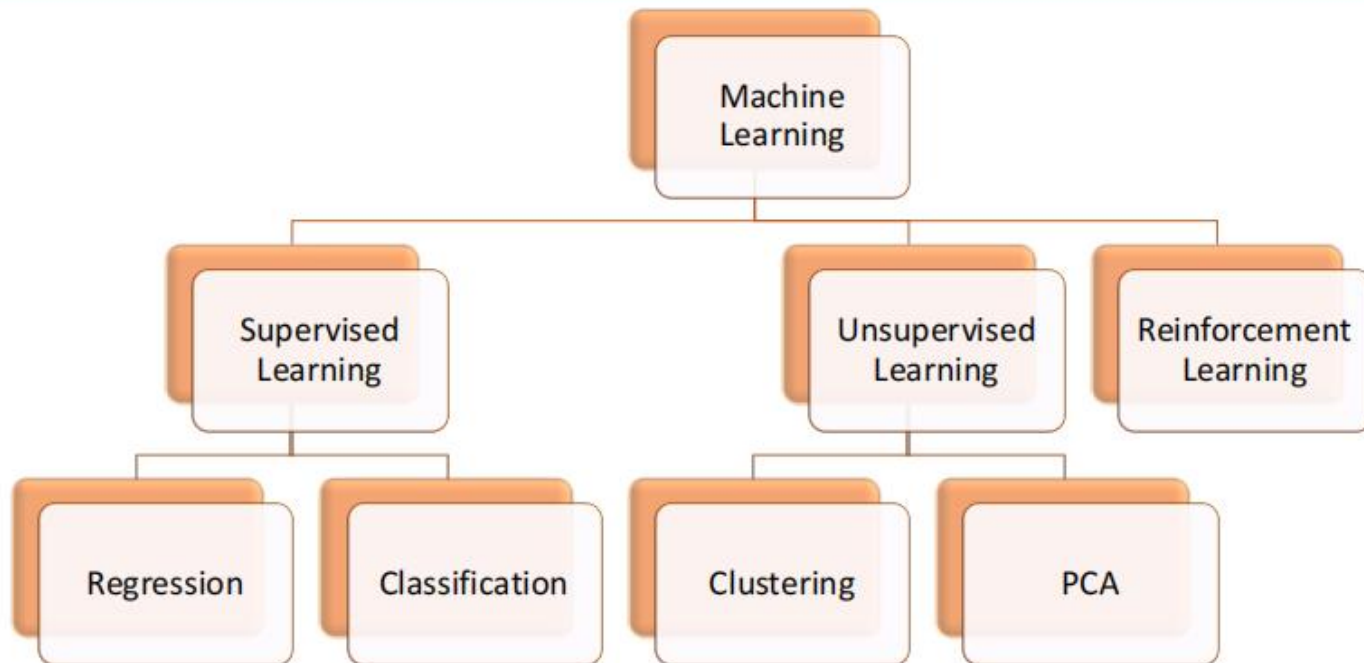 Machine
Learning
Supervised
Learning
Unsupervised
Learning
Reinforcement
Learning
Regression
Classification
Clustering
PCA